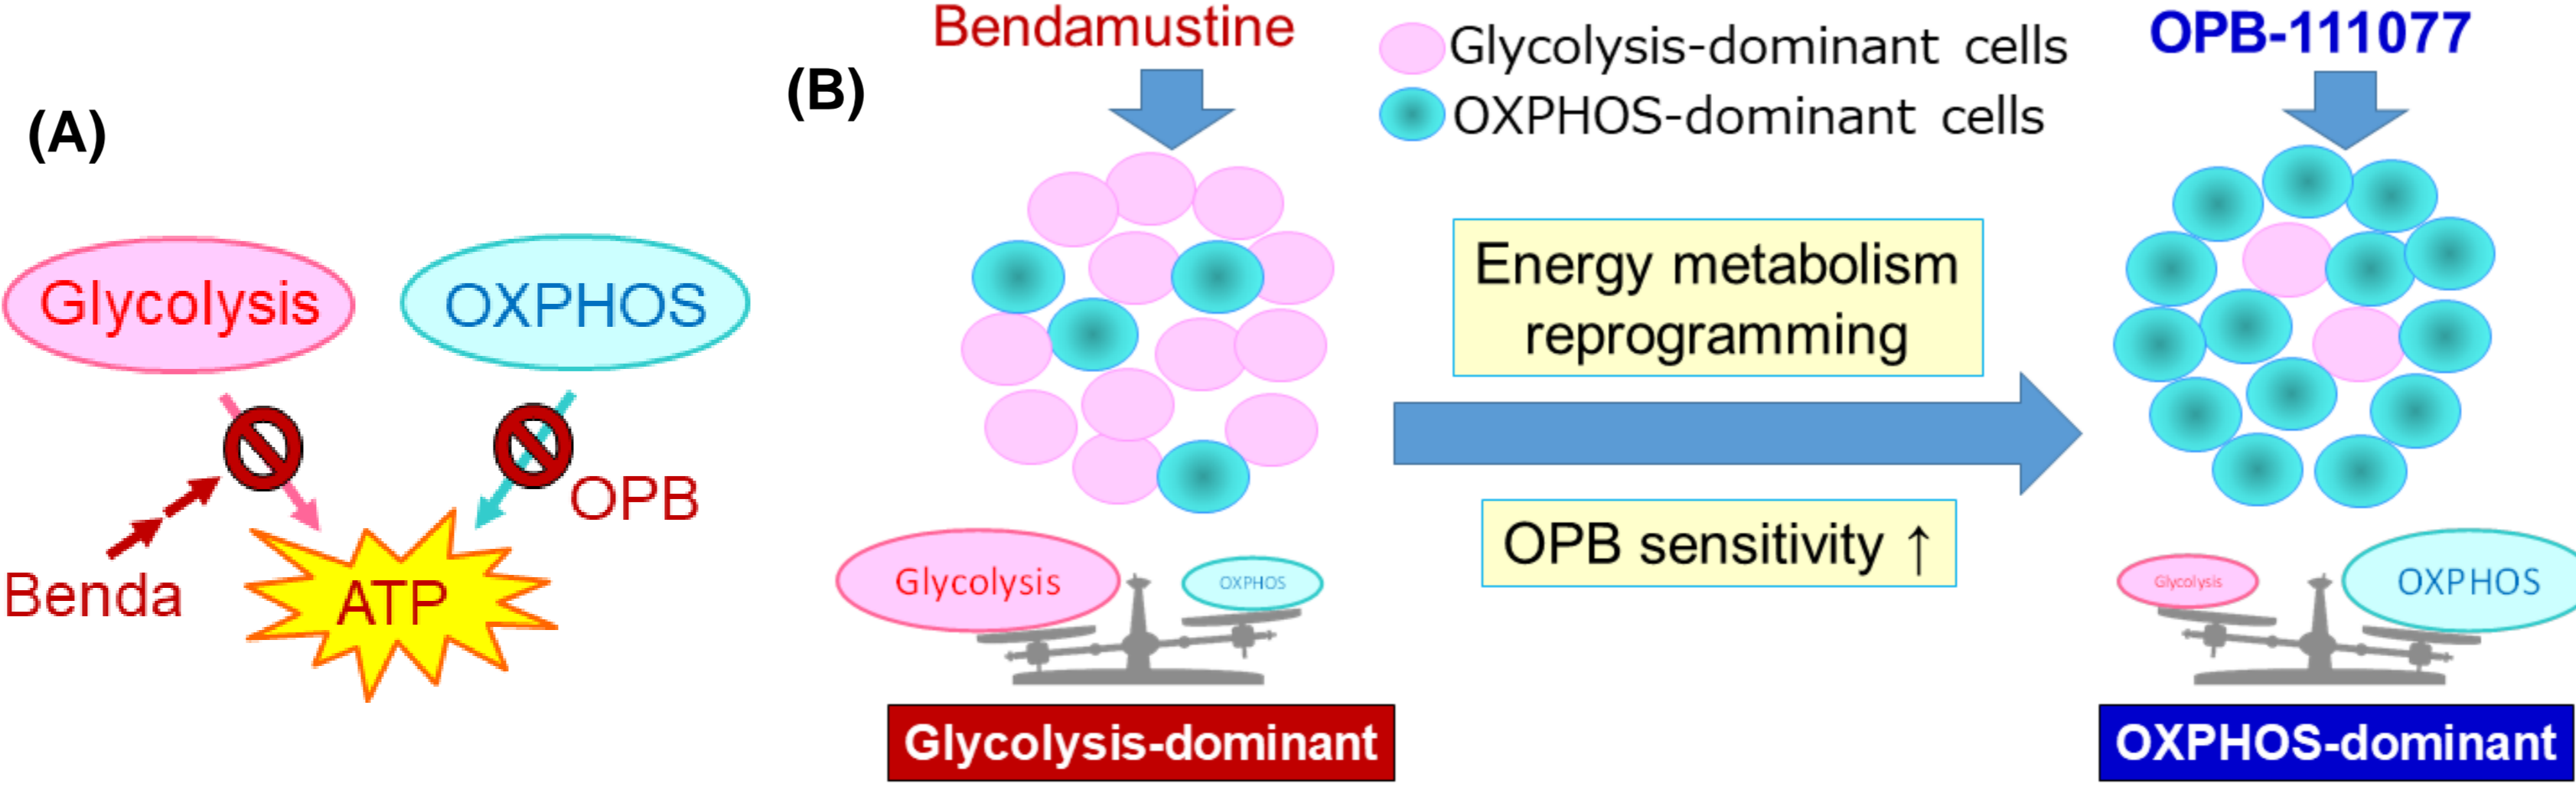 (A)
Glycolysis
OXPHOS
OPB
Benda
ATP
(B)
Bendamustine
Glycolysis-dominant cells
OXPHOS-dominant cells
OPB-111077
Energy metabolism
reprogramming
OPB sensitivity ↑
Glycolysis
OXPHOS
Glycolysis-dominant
Glycolysis
OXPHOS
OXPHOS-dominant